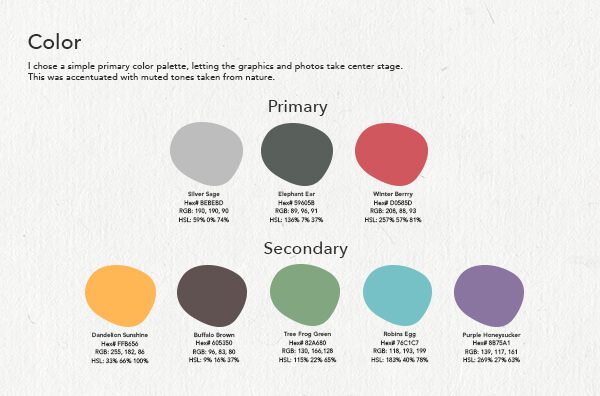 Color
I chose a simple primary color palette, letting the graphics and photos take center stage.
This was accentuated with muted tones taken from nature.
Primary
Silver Sage
Hex# BEBEBD
RGB: 190, 190, 90
HSL: 59% 0% 74%
Elephant Ear
Hex# 59605B
RGB: 89, 96, 91
HSL: 136% 7% 37%
Winter Berry
Hex# D0585D
RGB: 208, 88, 93
HSL: 257% 57% 81%
Secondary
Dandelion Sunshine
Hex# FFB656
RGB: 255, 182, 86
HSL: 33% 66% 100%
Buffalo Brown
Hex# 605350
RGB: 96, 83, 80
HSL: 9% 16% 37%
Tree Frog Green
Hex# 82A680
RGB: 130, 166,128
HSL: 115% 22% 65%
Robins Egg
Hex# 76C1C7
RGB: 118, 193, 199
HSL: 183% 40% 78%
Purple Honeysucker
Hex# 8B75A1
RGB: 139, 117, 161
HSL: 269% 27% 63%